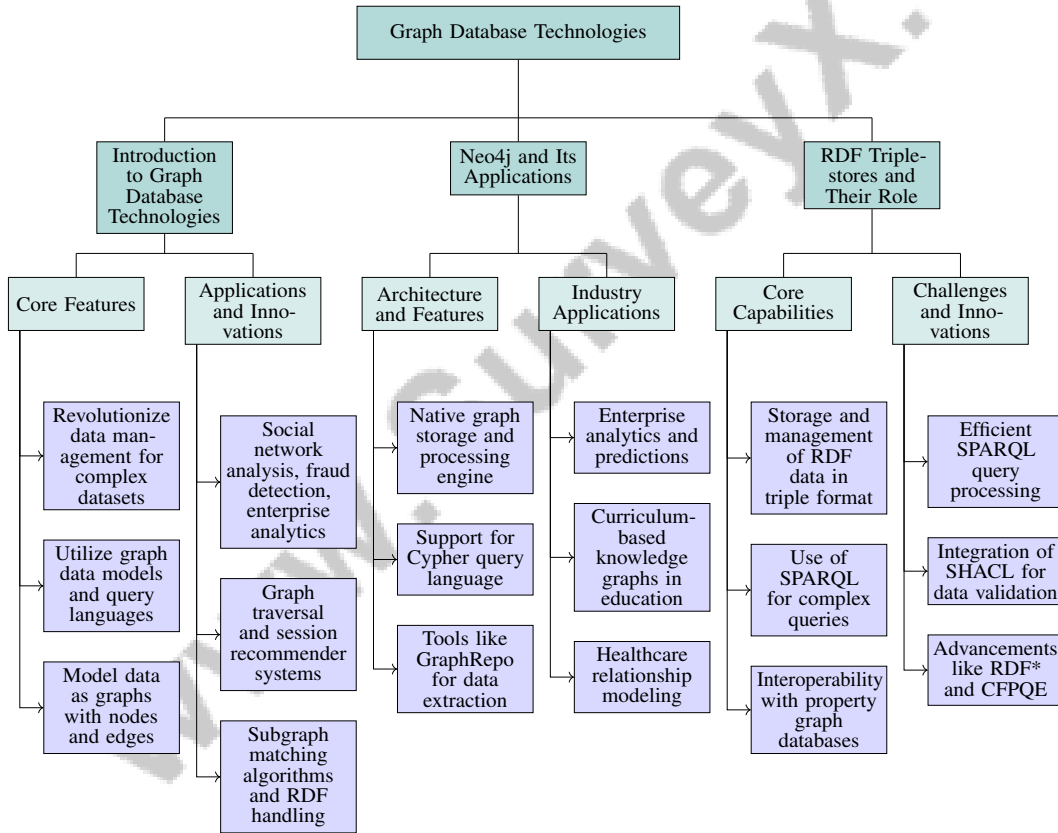 Graph Database Technologies
Introduction
to Graph
Database
Technologies
Neo4j and Its
Applications
RDF Triple-
stores and
Their Role
Core Features
Applications
and Inno-
vations
Architecture
and Features
Industry
Applications
Core
Capabilities
Challenges
and Inno-
vations
Revolutionize
data man-
agement for
complex
datasets
Utilize graph
data models
and query
languages
Model data
as graphs
with nodes
and edges
Social
network
analysis, fraud
detection,
enterprise
analytics
Graph
traversal
and session
recommender
systems
Subgraph
matching
algorithms
and RDF
handling
Native graph
storage and
processing
engine
Support for
Cypher query
language
Tools like
GraphRepo
for data
extraction
Enterprise
analytics and
predictions
Curriculum-
based
knowledge
graphs in
education
Healthcare
relationship
modeling
Storage and
management
of RDF
data in
triple format
Use of
SPARQL
for complex
queries
Interoperability
with property
graph
databases
Efficient
SPARQL
query
processing
Integration of
SHACL for
data validation
Advancements
like RDF*
and CFPQE
www.Surveyx.